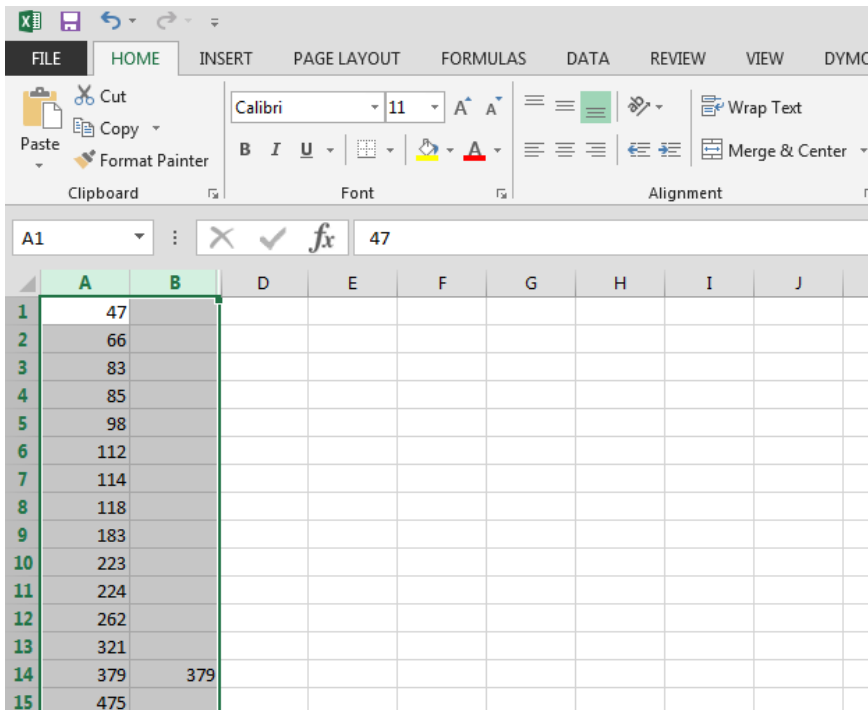 FILE HOME INSERT PAGE LAYOUT FORMULAS DATA REVIEW VIEW DYMO
Paste
Cut
Copy
Format Painter
Clipboard
Calibri 11 A A
B I U A
Font
Wrap Text
Merge & Center
Alignment
A1 fx 47
A B D E F G H I J
1 47
2 66
3 83
4 85
5 98
6 112
7 114
8 118
9 183
10 223
11 224
12 262
13 321
14 379 379
15 475